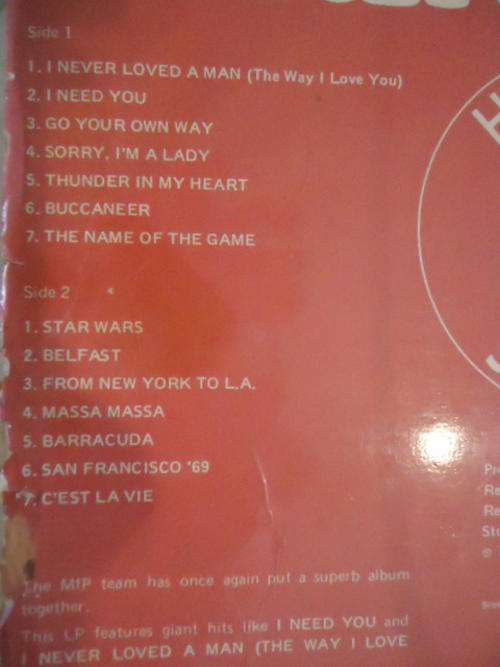 Side 1
1. I NEVER LOVED A MAN (The Way I Love You)
2. I NEED YOU
3. GO YOUR OWN WAY
4. SORRY, I'M A LADY
5. THUNDER IN MY HEART
6. BUCCANEER
7. THE NAME OF THE GAME
Side 2
1. STAR WARS
2. BELFAST
3. FROM NEW YORK TO L.A.
4. MASSA MASSA
5. BARRACUDA
6. SAN FRANCISCO '69
7. C'EST LA VIE
The MfP team has once again put a superb album
together.
This LP features giant hits like I NEED YOU and
I NEVER LOVED A MAN (THE WAY I LOVE